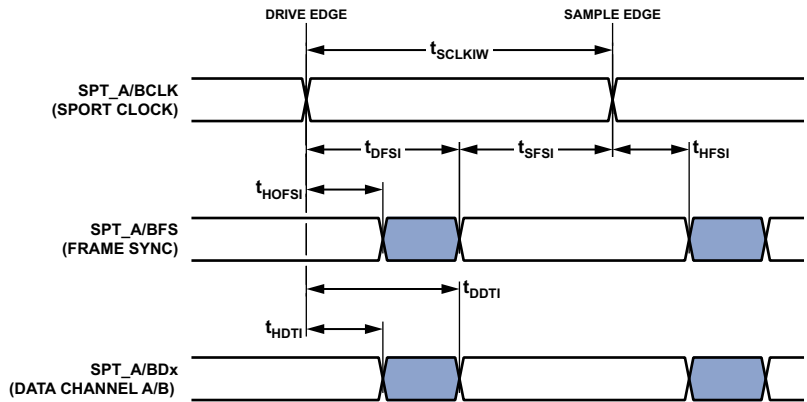 DRIVE EDGE
SAMPLE EDGE
tSCLKIW
SPT_A/BCLK
(SPORT CLOCK)
tDFSI
tSFSI
tHFSI
tHOFSI
SPT_A/BFS
(FRAME SYNC)
tDDTI
tHDTI
SPT_A/BDx
(DATA CHANNEL A/B)